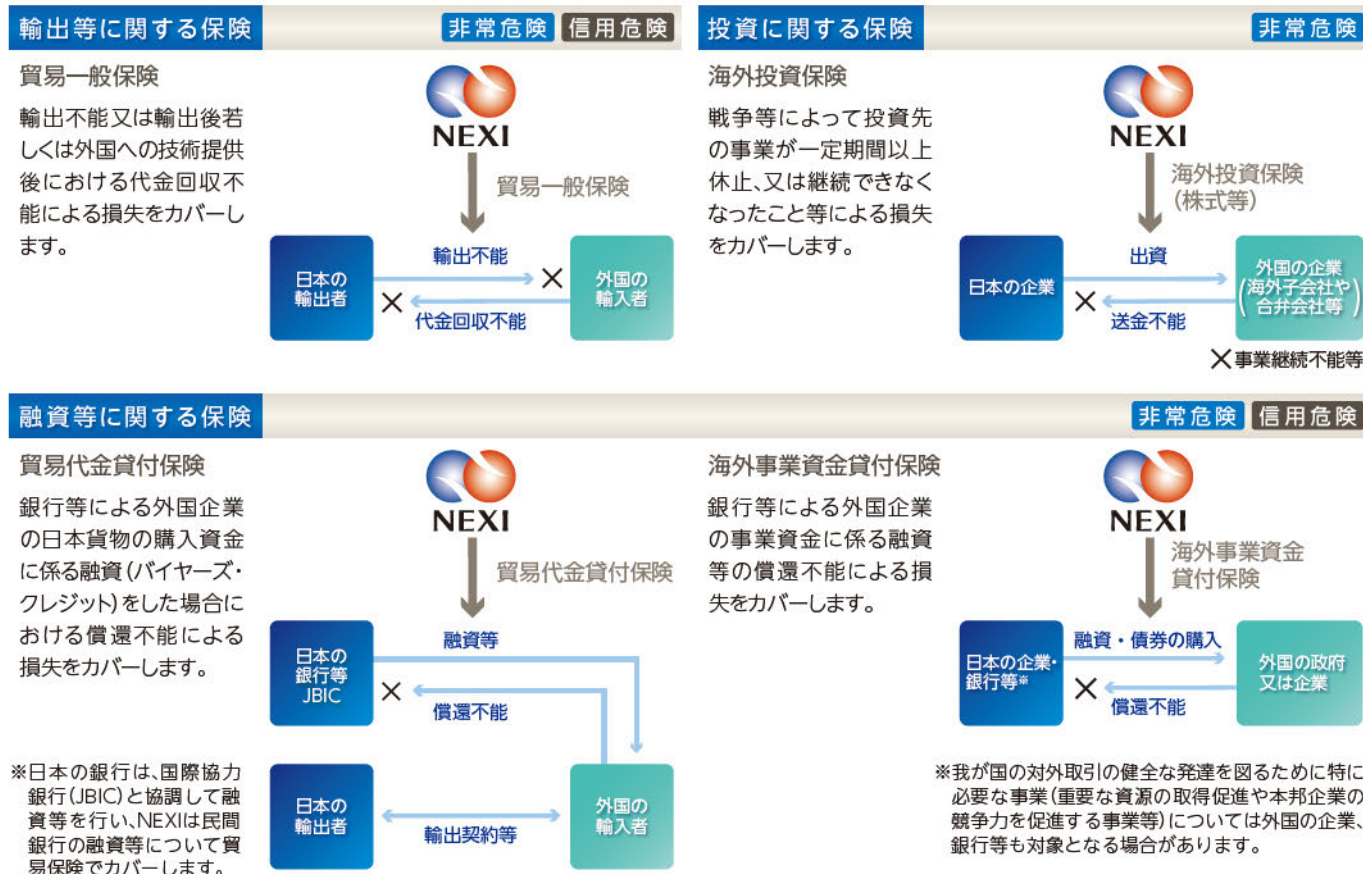 輸出等に関する保険
非常危険 信用危険
貿易一般保険
輸出不能又は輸出後若
しくは外国への技術提供
後における代金回収不
能による損失をカバーし
ます。
NEXI
貿易一般保険
日本の
輸出者
輸出不能
×
×
代金回収不能
外国の
輸入者
投資に関する保険
非常危険
海外投資保険
戦争等によって投資先
の事業が一定期間以上
休止、又は継続できなく
なったこと等による損失
をカバーします。
NEXI
海外投資保険
(株式等)
日本の企業
出資
×
送金不能
外国の企業
(海外子会社や
合弁会社等)
×事業継続不能等
融資等に関する保険
非常危険 信用危険
貿易代金貸付保険
銀行等による外国企業
の日本貨物の購入資金
に係る融資(バイヤーズ・
クレジット)をした場合に
おける償還不能による
損失をカバーします。
NEXI
貿易代金貸付保険
日本の
銀行等
JBIC
融資等
×
償還不能
日本の
輸出者
輸出契約等
外国の
輸入者
※日本の銀行は、国際協力
銀行(JBIC)と協調して融
資等を行い、NEXIは民間
銀行の融資等について貿
易保険でカバーします。
海外事業資金貸付保険
銀行等による外国企業
の事業資金に係る融資
等の償還不能による損
失をカバーします。
NEXI
海外事業資金
貸付保険
日本の企業・
銀行等※
融資・債券の購入
×
償還不能
外国の政府
又は企業
※我が国の対外取引の健全な発達を図るために特に
必要な事業(重要な資源の取得促進や本邦企業の
競争力を促進する事業等)については外国の企業、
銀行等も対象となる場合があります。